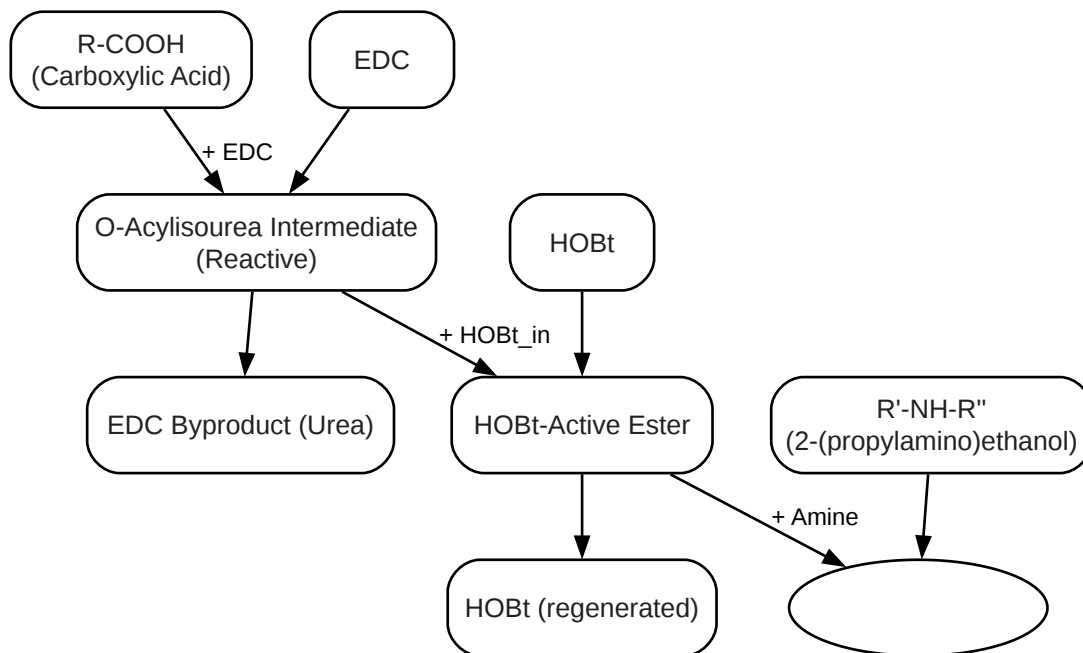 R-COOH
(Carboxylic Acid)
EDC
+ EDC
O-Acylisourea Intermediate
(Reactive)
HOBt
+ HOBt_in
EDC Byproduct (Urea)
HOBt-Active Ester
R'-NH-R"
(2-(propylamino)ethanol)
+ Amine
HOBt (regenerated)